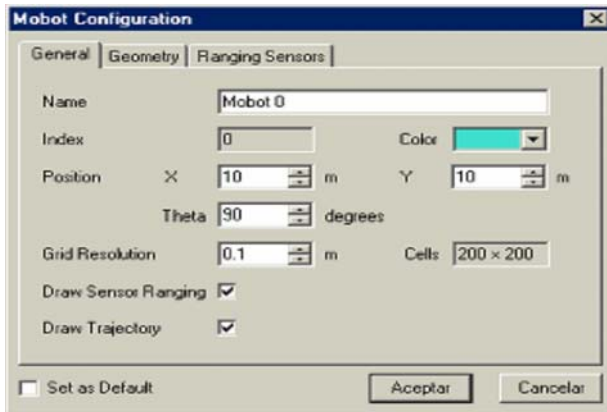 Mobot Configuration
General Geometry Ranging Sensors
Name Mobot 0
Index 0 Color
Position X 10 m Y 10 m
Theta 90 degrees
Grid Resolution 0.1 m Cells 200 × 200
Draw Sensor Ranging
Draw Trajectory
Set as Default Aceptar Cancelar